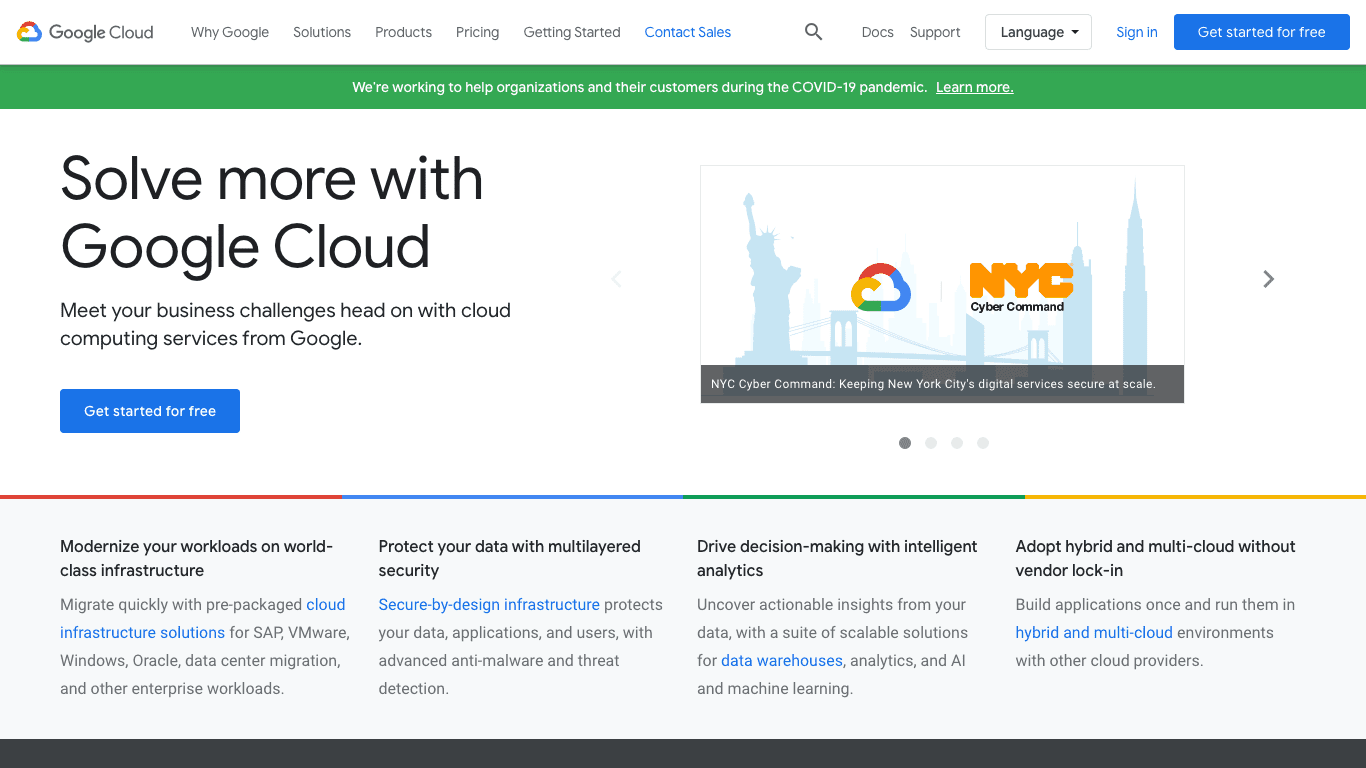 Google Cloud
Why Google
Solutions
Products
Pricing
Getting Started
Contact Sales
Docs
Support
Language
Sign in
Get started for free
We're working to help organizations and their customers during the COVID-19 pandemic. Learn more.
Solve more with
Google Cloud
Meet your business challenges head on with cloud
computing services from Google.
Get started for free
NYC
Cyber Command
NYC Cyber Command: Keeping New York City's digital services secure at scale.
Modernize your workloads on world-
class infrastructure
Migrate quickly with pre-packaged cloud
infrastructure solutions for SAP, VMware,
Windows, Oracle, data center migration,
and other enterprise workloads.
Protect your data with multilayered
security
Secure-by-design infrastructure protects
your data, applications, and users, with
advanced anti-malware and threat
detection.
Drive decision-making with intelligent
analytics
Uncover actionable insights from your
data, with a suite of scalable solutions
for data warehouses, analytics, and AI
and machine learning.
Adopt hybrid and multi-cloud without
vendor lock-in
Build applications once and run them in
hybrid and multi-cloud environments
with other cloud providers.